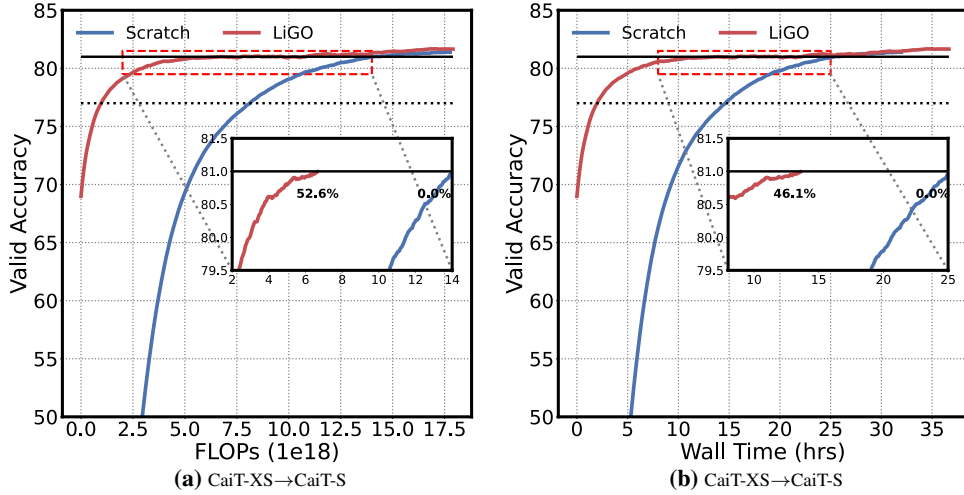 Scratch LiGO
85
80
75
70
65
60
55
50
Valid Accuracy
0.0 2.5 5.0 7.5 10.0 12.5 15.0 17.5
FLOPs (1e18)
81.5
81.0
80.5
80.0
79.5
2 4 6 8 10 12 14
52.6% 0.0%
(a) CaiT-XS→CaiT-S
Scratch LiGO
85
80
75
70
65
60
55
50
Valid Accuracy
0 5 10 15 20 25 30 35
Wall Time (hrs)
81.5
81.0
80.5
80.0
79.5
10 15 20 25
46.1% 0.0%
(b) CaiT-XS→CaiT-S